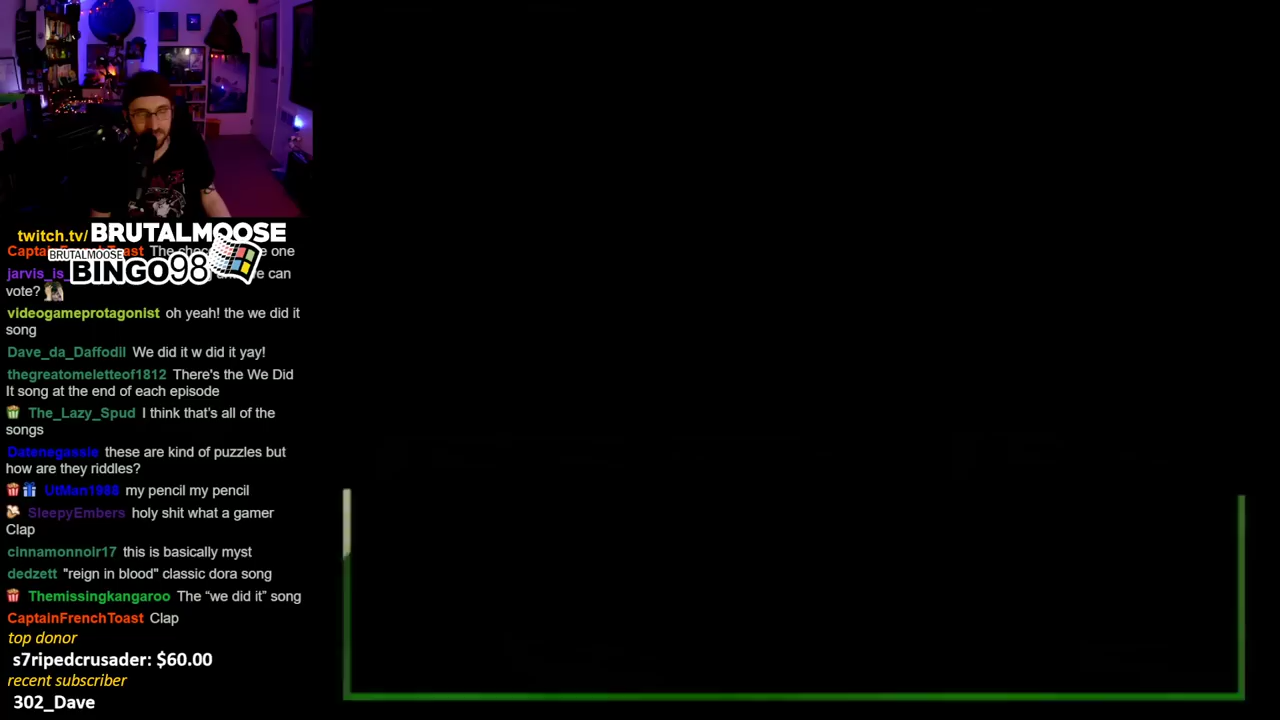 twitch.tv/BRUTALMOOSE
BRUTALMOOSE
BINGO98
The one
jarvis_is_ can
vote?
videogameprotagonist oh yeah! the we did it
song
Dave_da_Daffodil We did it w did it yay!
thegreatomeletteof1812 There's the We Did
It song at the end of each episode
The_Lazy_Spud I think that's all of the
songs
Datenegassie these are kind of puzzles but
how are they riddles?
UtMan1988 my pencil my pencil
SleepyEmbers holy shit what a gamer
Clap
cinnamonnoir17 this is basically myst
dedzett "reign in blood" classic dora song
Themissingkangaroo The “we did it” song
CaptainFrenchToast Clap
top donor
s7ripedcrusader: $60.00
recent subscriber
302_Dave